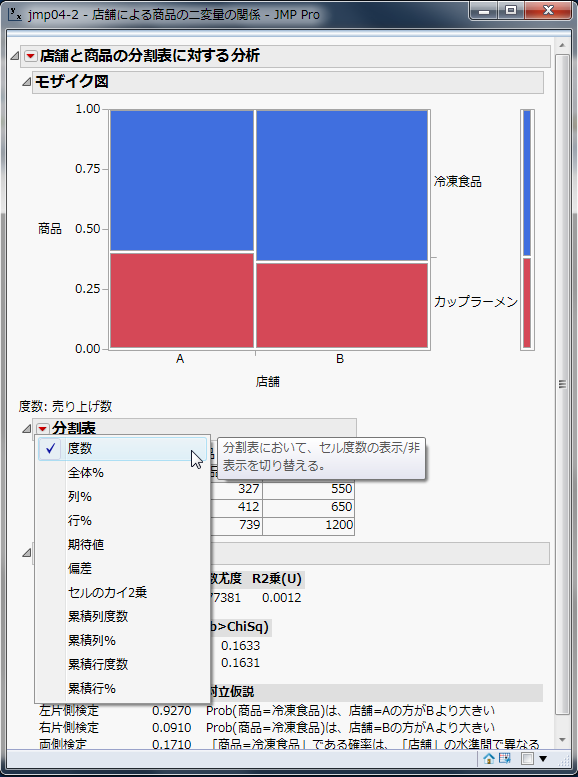 jmp04-2 - 店舗による商品の二変量の関係 - JMP Pro
店舗と商品の分割表に対する分析
モザイク図
1.00
0.75
0.50
0.25
0.00
商品
冷凍食品
カップラーメン
A
B
店舗
度数: 売り上げ数
分割表
度数
全体%
列%
行%
期待値
偏差
セルのカイ2乗
累積列度数
累積列%
累積行度数
累積行%
分割表において、セル度数の表示/非
表示を切り替える。
327 550
412 650
739 1200
数尤度 R2乗(U)
77381 0.0012
b>ChiSq)
0.1633
0.1631
対立仮説
左片側検定 0.9270 Prob(商品=冷凍食品)は、店舗=Aの方がBより大きい
右片側検定 0.0910 Prob(商品=冷凍食品)は、店舗=Bの方がAより大きい
両側検定 0.1710 「商品=冷凍食品」である確率は、「店舗」の水準間で異なる